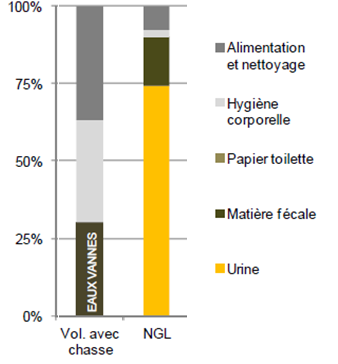 100%
75%
50%
25%
0%
EAUX VANNES
Vol. avec
chasse
NGL
Alimentation
et nettoyage
Hygiène
corporelle
Papier toilette
Matière fécale
Urine